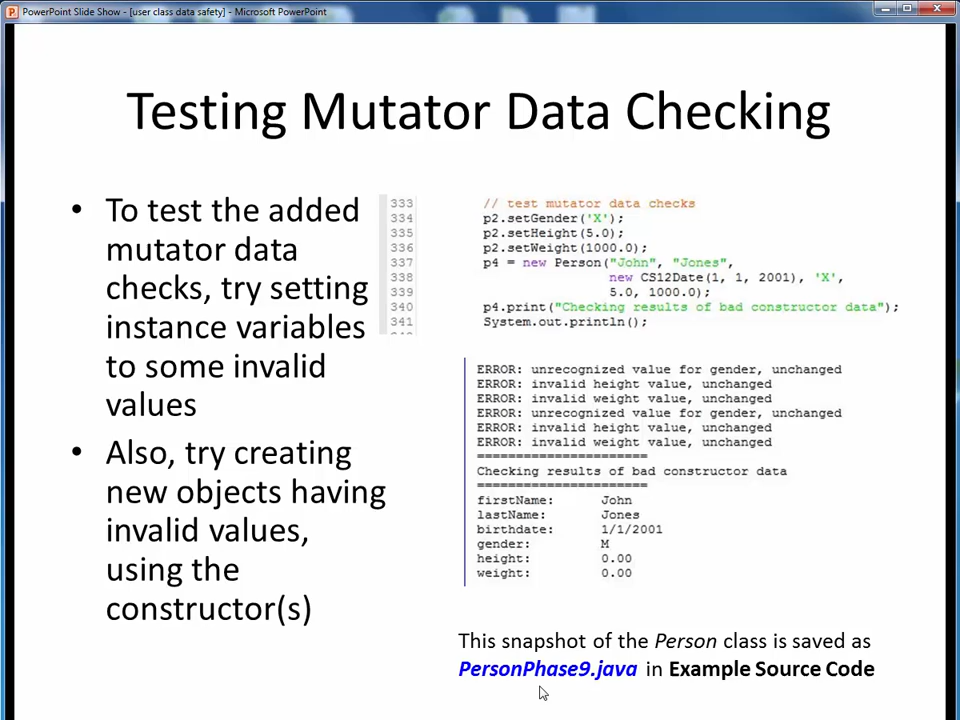 PowerPoint Slide Show - [user class data safety] - Microsoft PowerPoint
Testing Mutator Data Checking
• To test the added
mutator data
checks, try setting
instance variables
to some invalid
values
• Also, try creating
new objects having
invalid values,
using the
constructor(s)
333 // test mutator data checks
334 p2.setGender('X');
335 p2.setHeight(5.0);
336 p2.setWeight(1000.0);
337 p4 = new Person("John", "Jones",
338 new CS12Date(1, 1, 2001), 'X',
339 5.0, 1000.0);
340 p4.print("Checking results of bad constructor data");
341 System.out.println();
ERROR: unrecognized value for gender, unchanged
ERROR: invalid height value, unchanged
ERROR: invalid weight value, unchanged
ERROR: unrecognized value for gender, unchanged
ERROR: invalid height value, unchanged
ERROR: invalid weight value, unchanged
======================
Checking results of bad constructor data
======================
firstName: John
lastName: Jones
birthdate: 1/1/2001
gender: M
height: 0.00
weight: 0.00
This snapshot of the Person class is saved as
PersonPhase9.java in Example Source Code